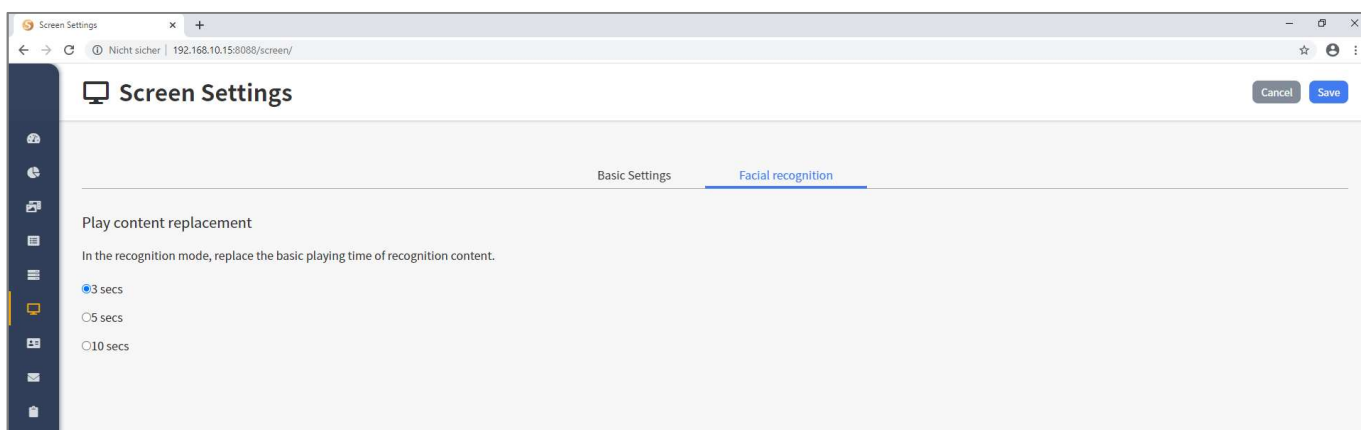 Screen Settings
Nicht sicher | 192.168.10.15:8088/screen/
Screen Settings
Cancel Save
Basic Settings Facial recognition
Play content replacement
In the recognition mode, replace the basic playing time of recognition content.
3 secs
5 secs
10 secs